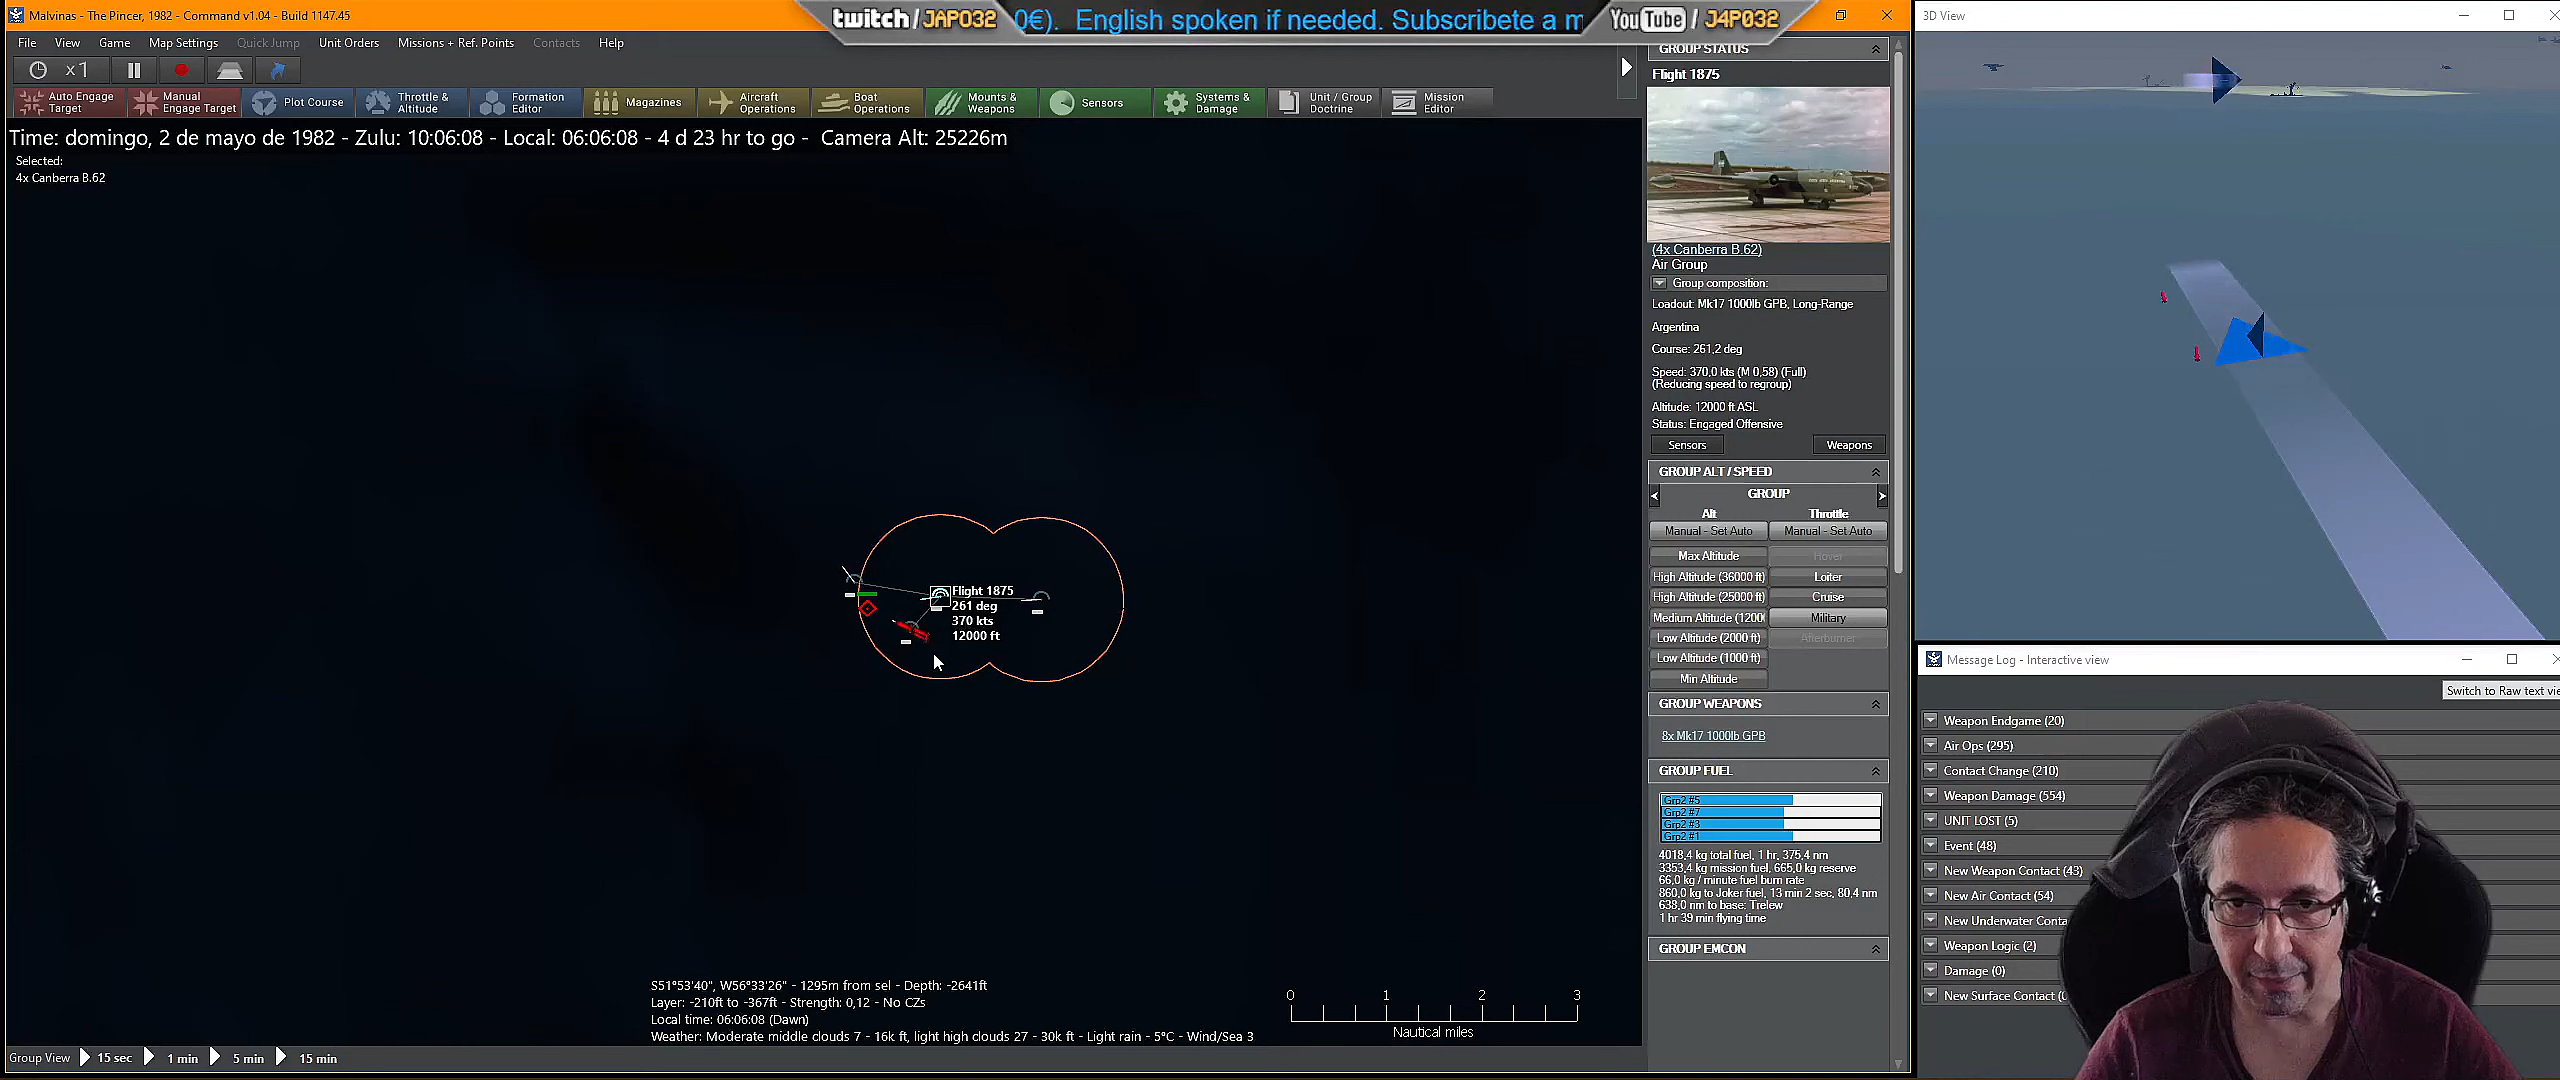 Malvinas - The Pincer, 1982 - Command v1.04 - Build 1147.45
twitch / JAPO32
0€). English spoken if needed. Subscribete a m
YouTube / J4P032
File View Game Map Settings Quick Jump Unit Orders Missions + Ref. Points Contacts Help
x1
Auto Engage Target
Manual Engage Target
Plot Course
Throttle & Altitude
Formation Editor
Magazines
Aircraft Operations
Boat Operations
Mounts & Weapons
Sensors
Systems & Damage
Unit / Group Doctrine
Mission Editor
Time: domingo, 2 de mayo de 1982 - Zulu: 10:06:08 - Local: 06:06:08 - 4 d 23 hr to go - Camera Alt: 25226m
Selected:
4x Canberra B.62
Flight 1875
261 deg
370 kts
12000 ft
S51°53'40", W56°33'26" - 1295m from sel - Depth: -2641ft
Layer: -210ft to -367ft - Strength: 0,12 - No CZs
Local time: 06:06:08 (Dawn)
Weather: Moderate middle clouds 7 - 16k ft, light high clouds 27 - 30k ft - Light rain - 5°C - Wind/Sea 3
0 1 2 3
Nautical miles
Group View 15 sec 1 min 5 min 15 min
GROUP STATUS
Flight 1875
(4x Canberra B.62)
Air Group
Group composition:
Loadout: Mk17 1000lb GPB, Long-Range
Argentina
Course: 261,2 deg
Speed: 370,0 kts (M 0,58) (Full)
(Reducing speed to regroup)
Altitude: 12000 ft ASL
Status: Engaged Offensive
Sensors Weapons
GROUP ALT / SPEED
GROUP
Alt Throttle
Manual - Set Auto Manual - Set Auto
Max Altitude Hover
High Altitude (36000 ft) Loiter
High Altitude (25000 ft) Cruise
Medium Altitude (1200 Military
Low Altitude (2000 ft) Afterburner
Low Altitude (1000 ft)
Min Altitude
GROUP WEAPONS
8x Mk17 1000lb GPB
GROUP FUEL
Grp2 #5
Grp2 #7
Grp2 #3
Grp2 #1
4018,4 kg total fuel, 1 hr, 375,4 nm
3353,4 kg mission fuel, 665,0 kg reserve
66,0 kg / minute fuel burn rate
860,0 kg to Joker fuel, 13 min 2 sec, 80,4 nm
638,0 nm to base: Trelew
1 hr 39 min flying time
GROUP EMCON
3D View
Message Log - Interactive view
Switch to Raw text vie
Weapon Endgame (20)
Air Ops (295)
Contact Change (210)
Weapon Damage (554)
UNIT LOST (5)
Event (48)
New Weapon Contact (43)
New Air Contact (54)
New Underwater Conta
Weapon Logic (2)
Damage (0)
New Surface Contact (